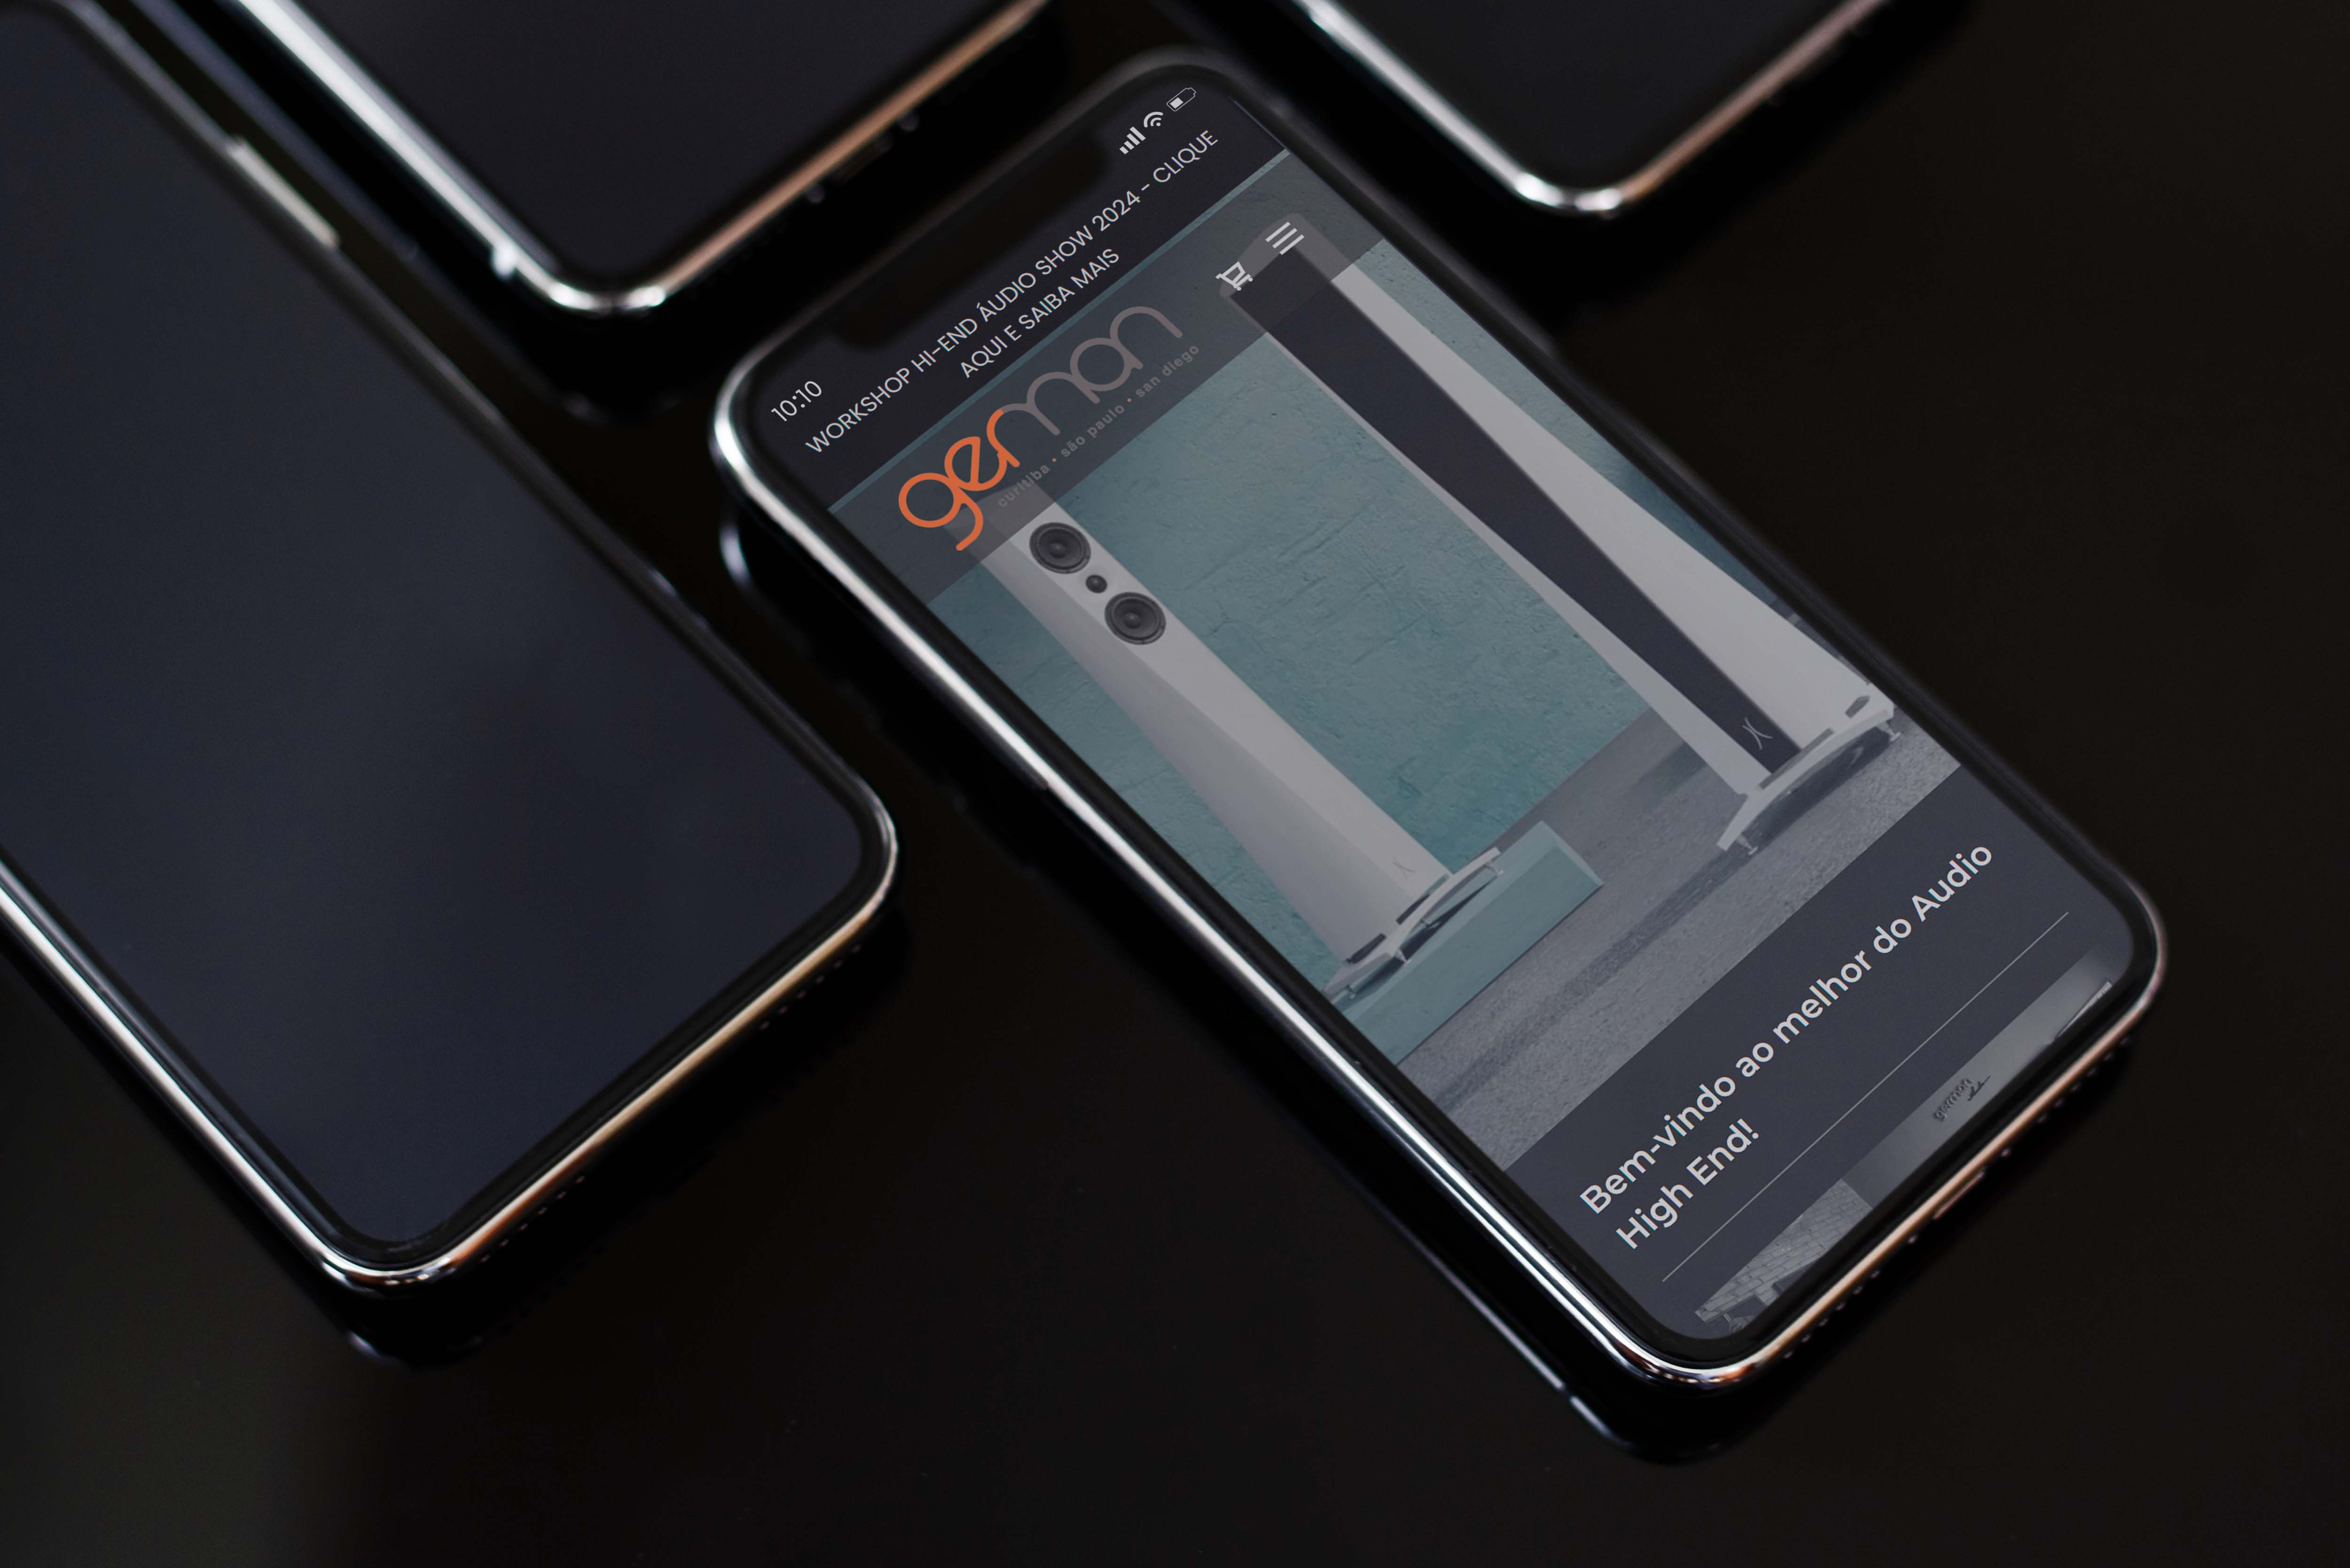 10:10
WORKSHOP HI-END ÁUDIO SHOW 2024 - CLIQUE
AQUI E SAIBA MAIS
german
curitiba • são paulo • san diego
Bem-vindo ao melhor do Audio
High End!
german